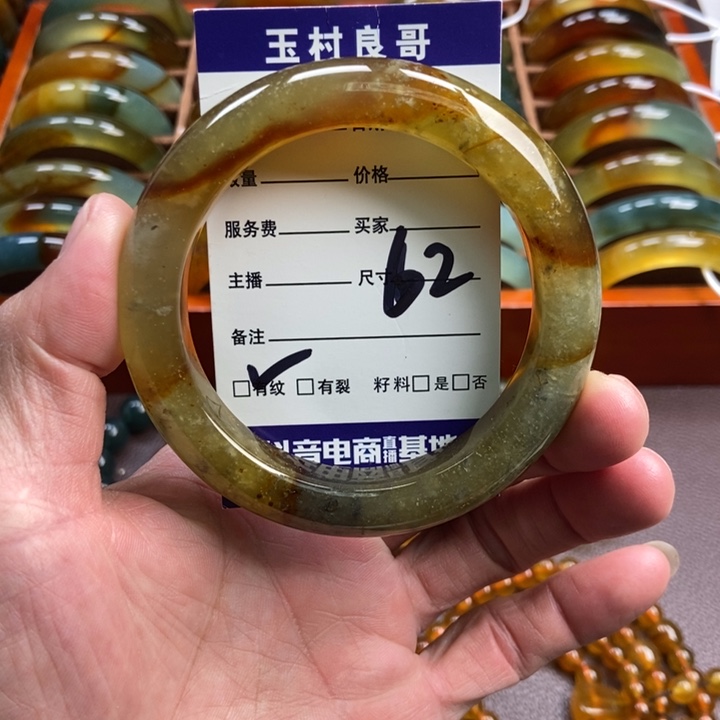 玉村良哥
量 价格
服务费 买家
主播 尺寸 62
备注
✓
□有纹 □有裂 籽料□是□否
抖音电商直播基地